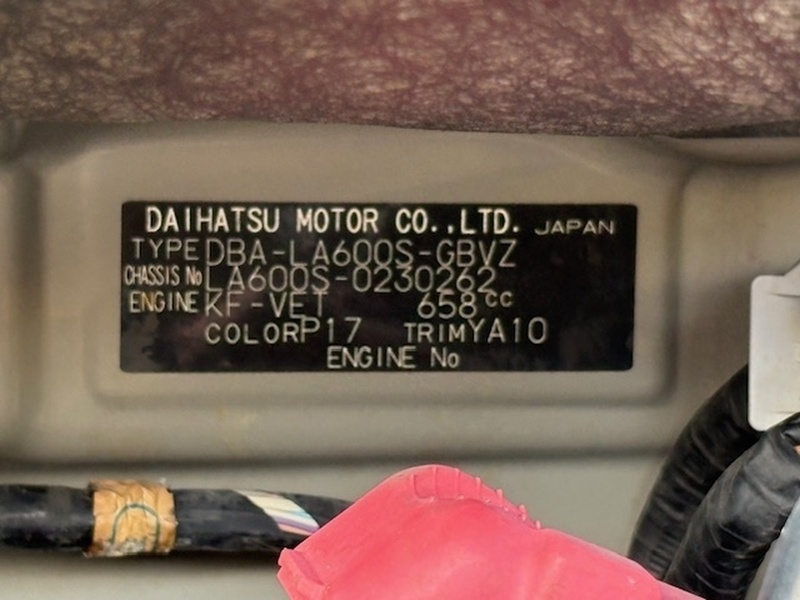 DAIHATSU MOTOR CO.,LTD. JAPAN
TYPE DBA-LA600S-GBVZ
CHASSIS No LA600S-0230262
ENGINE KF-VET 658 cc
COLOR P17 TRIM YA10
ENGINE No